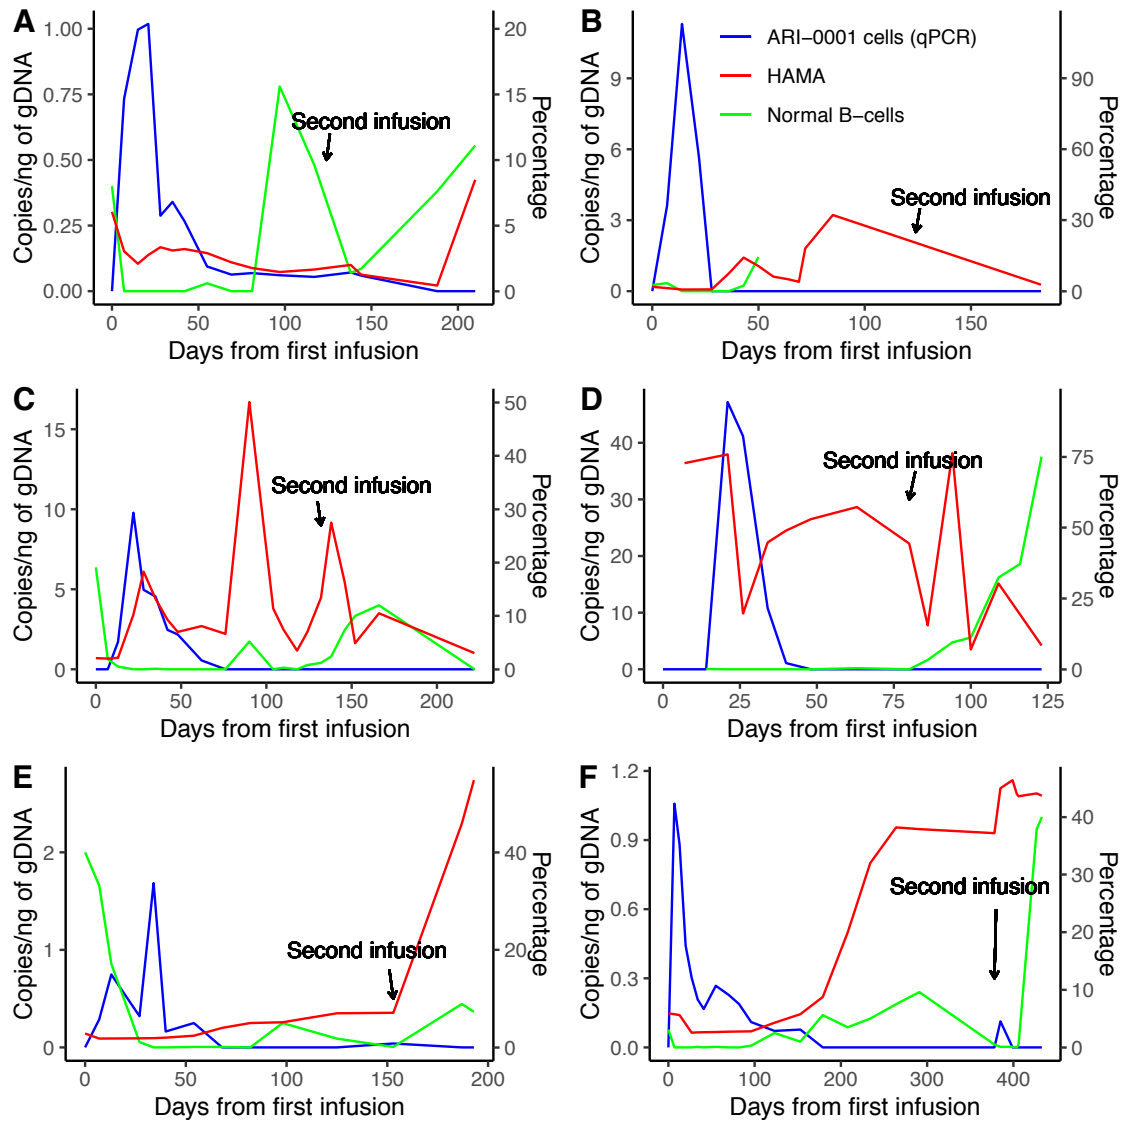 A
Copies/ng of gDNA
1.00
0.75
0.50
0.25
0.00
20
15
10
5
0
Percentage
Second infusion
0
50
100
150
200
Days from first infusion
B
Copies/ng of gDNA
9
6
3
0
90
60
30
0
Percentage
ARI−0001 cells (qPCR)
HAMA
Normal B−cells
Second infusion
0
50
100
150
Days from first infusion
C
Copies/ng of gDNA
15
10
5
0
50
40
30
20
10
0
Percentage
Second infusion
0
50
100
150
200
Days from first infusion
D
Copies/ng of gDNA
40
30
20
10
0
75
50
25
0
Percentage
Second infusion
0
25
50
75
100
125
Days from first infusion
E
Copies/ng of gDNA
2
1
0
40
20
0
Percentage
Second infusion
0
50
100
150
200
Days from first infusion
F
Copies/ng of gDNA
1.2
0.9
0.6
0.3
0.0
40
30
20
10
0
Percentage
Second infusion
0
100
200
300
400
Days from first infusion